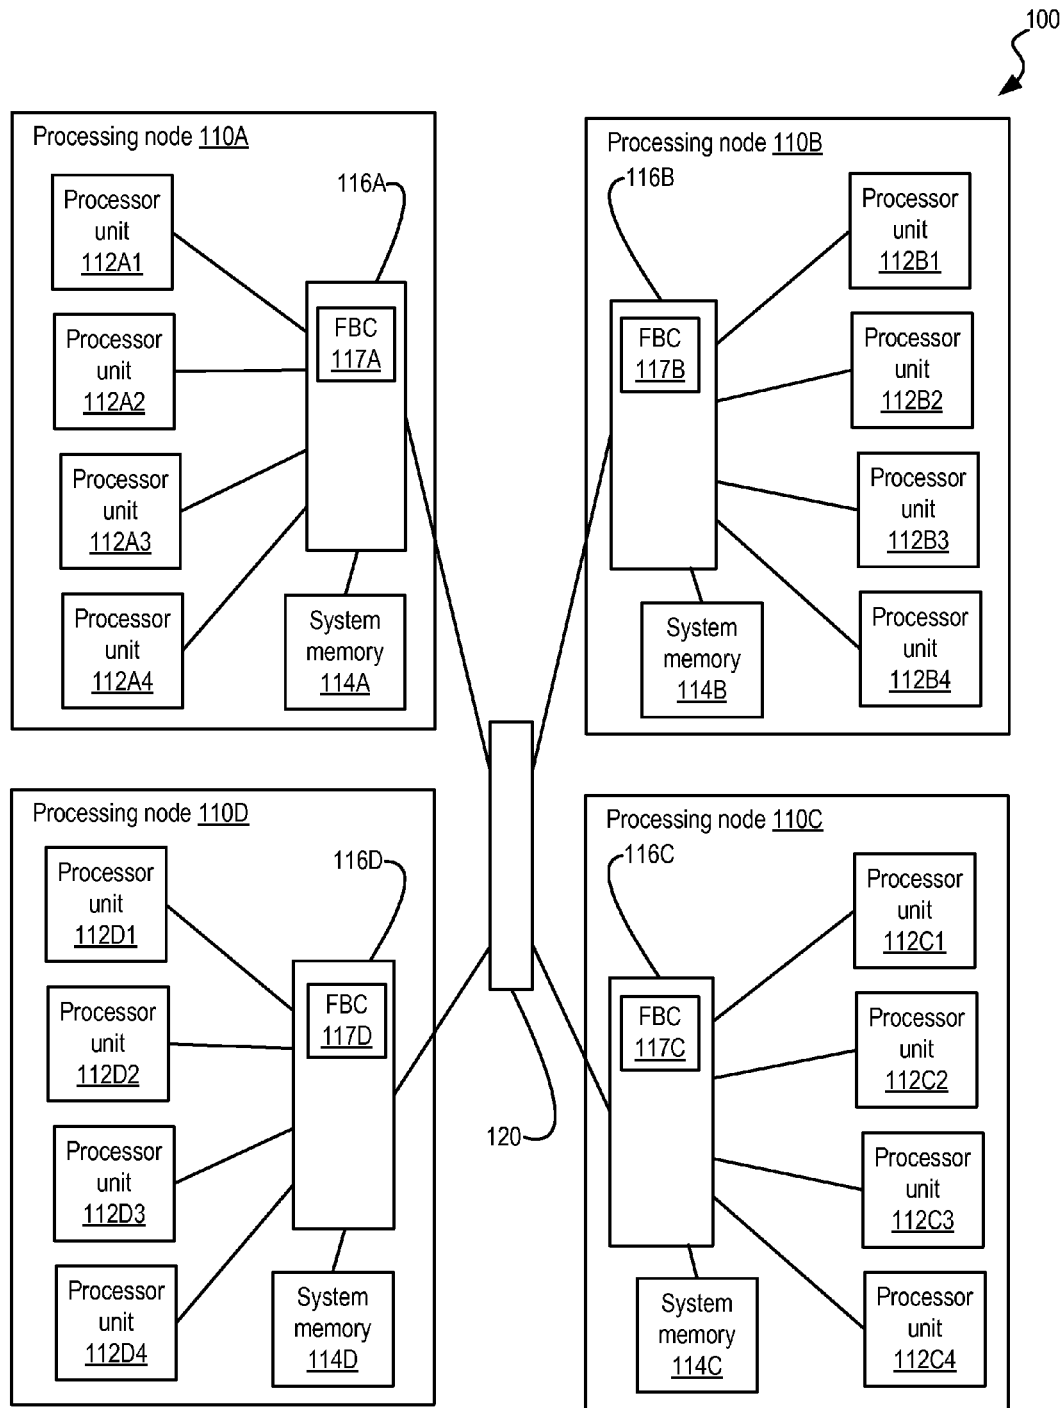 100
Processing node 110A
116A
Processor
unit
112A1
FBC
117A
Processor
unit
112A2
Processor
unit
112A3
Processor
unit
112A4
System
memory
114A
Processing node 110B
116B
Processor
unit
112B1
FBC
117B
Processor
unit
112B2
Processor
unit
112B3
Processor
unit
112B4
System
memory
114B
Processing node 110D
116D
Processor
unit
112D1
FBC
117D
Processor
unit
112D2
Processor
unit
112D3
Processor
unit
112D4
System
memory
114D
120
Processing node 110C
116C
Processor
unit
112C1
FBC
117C
Processor
unit
112C2
Processor
unit
112C3
Processor
unit
112C4
System
memory
114C